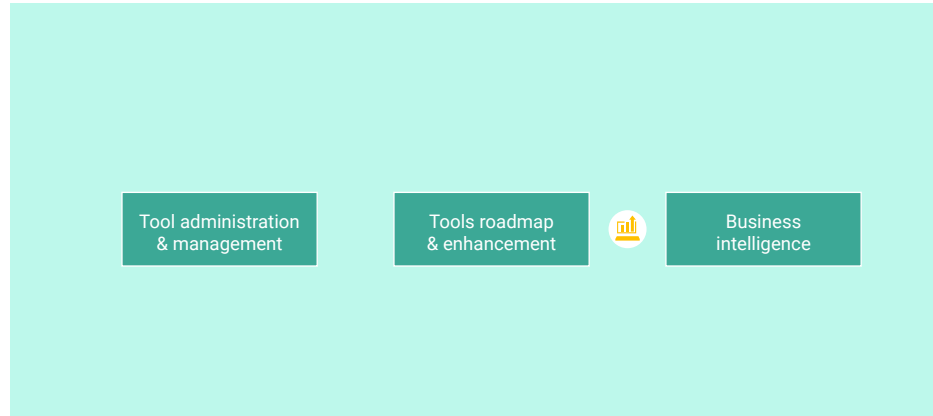 Tool administration
& management
Tools roadmap
& enhancement
Business
intelligence